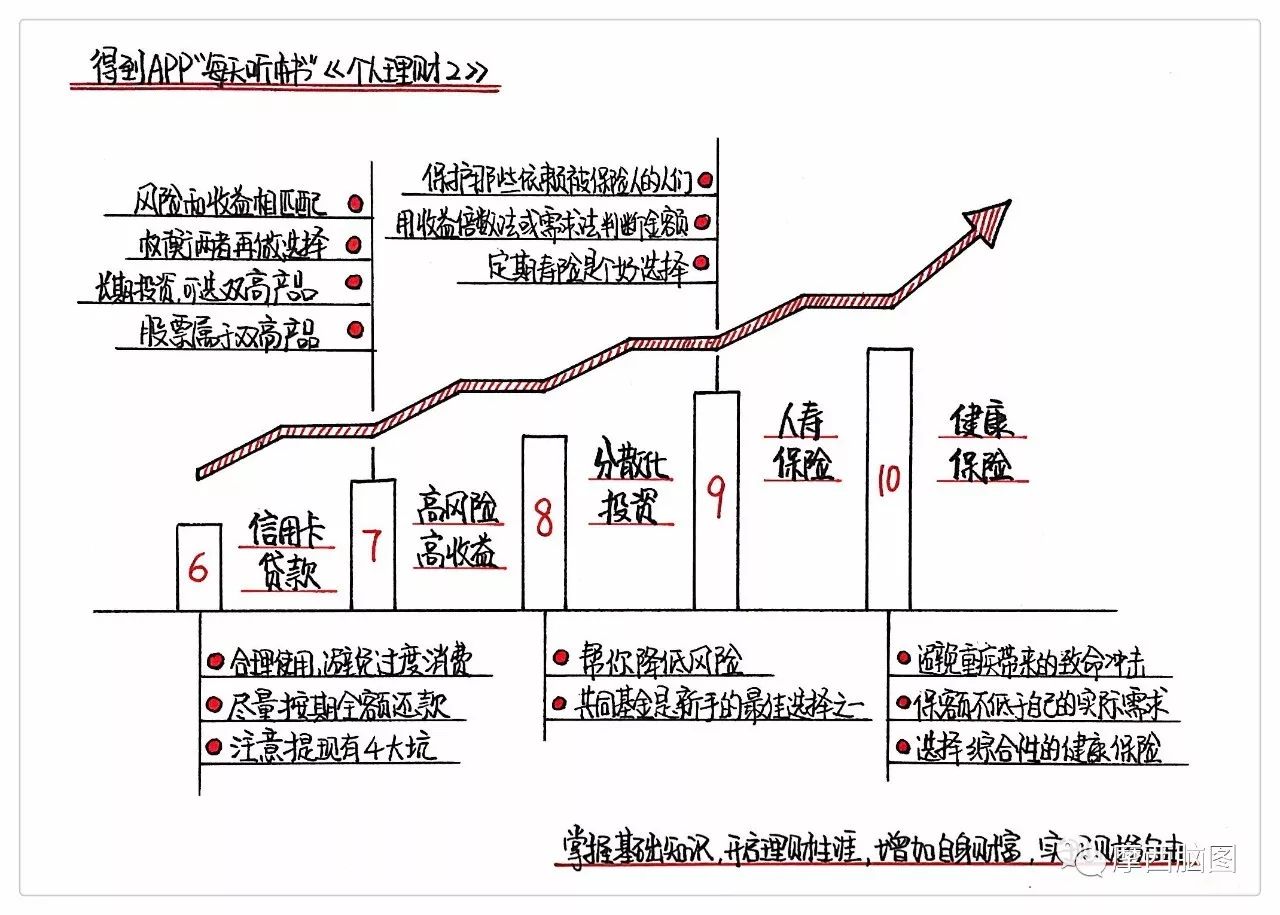 得到APP“每天听本书”《个人理财2》
风险和收益相匹配
权衡两者再做选择
长期投资,可选双高产品
股票属于双高产品
保护那些依赖被保险人的人们
用收益倍数法或需求法判断金额
定期寿险是个好选择
6
信用卡
贷款
7
高风险
高收益
8
分散化
投资
9
人寿
保险
10
健康
保险
合理使用,避免过度消费
尽量按期全额还款
注意提现有4大坑
帮你降低风险
共同基金是新手的最佳选择之一
避免重疾带来的致命冲击
保额不低于自己的实际需求
选择综合性的健康保险
掌握基础知识,开启理财生涯,增加自身财富,实
摩西脑图